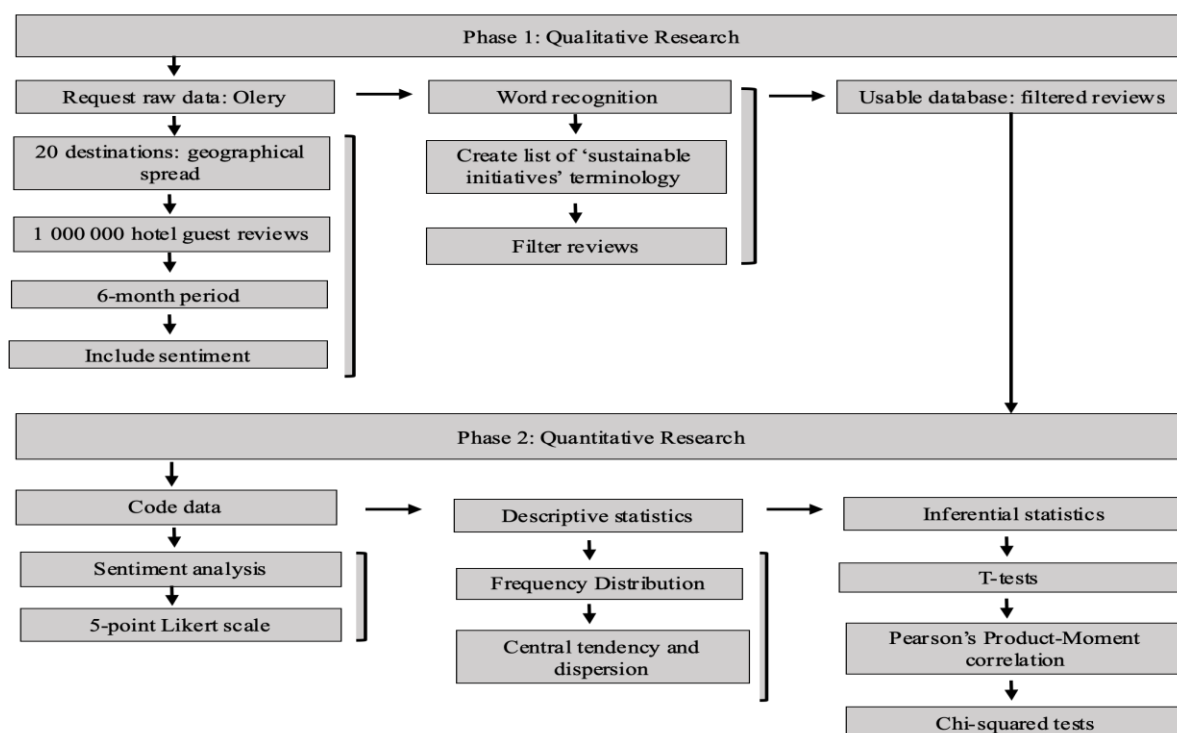 Phase 1: Qualitative Research
Request raw data: Olery
20 destinations: geographical
spread
1 000 000 hotel guest reviews
6-month period
Include sentiment
Word recognition
Create list of ‘sustainable
initiatives’ terminology
Filter reviews
Usable database: filtered reviews
Phase 2: Quantitative Research
Code data
Sentiment analysis
5-point Likert scale
Descriptive statistics
Frequency Distribution
Central tendency and
dispersion
Inferential statistics
T-tests
Pearson’s Product-Moment
correlation
Chi-squared tests